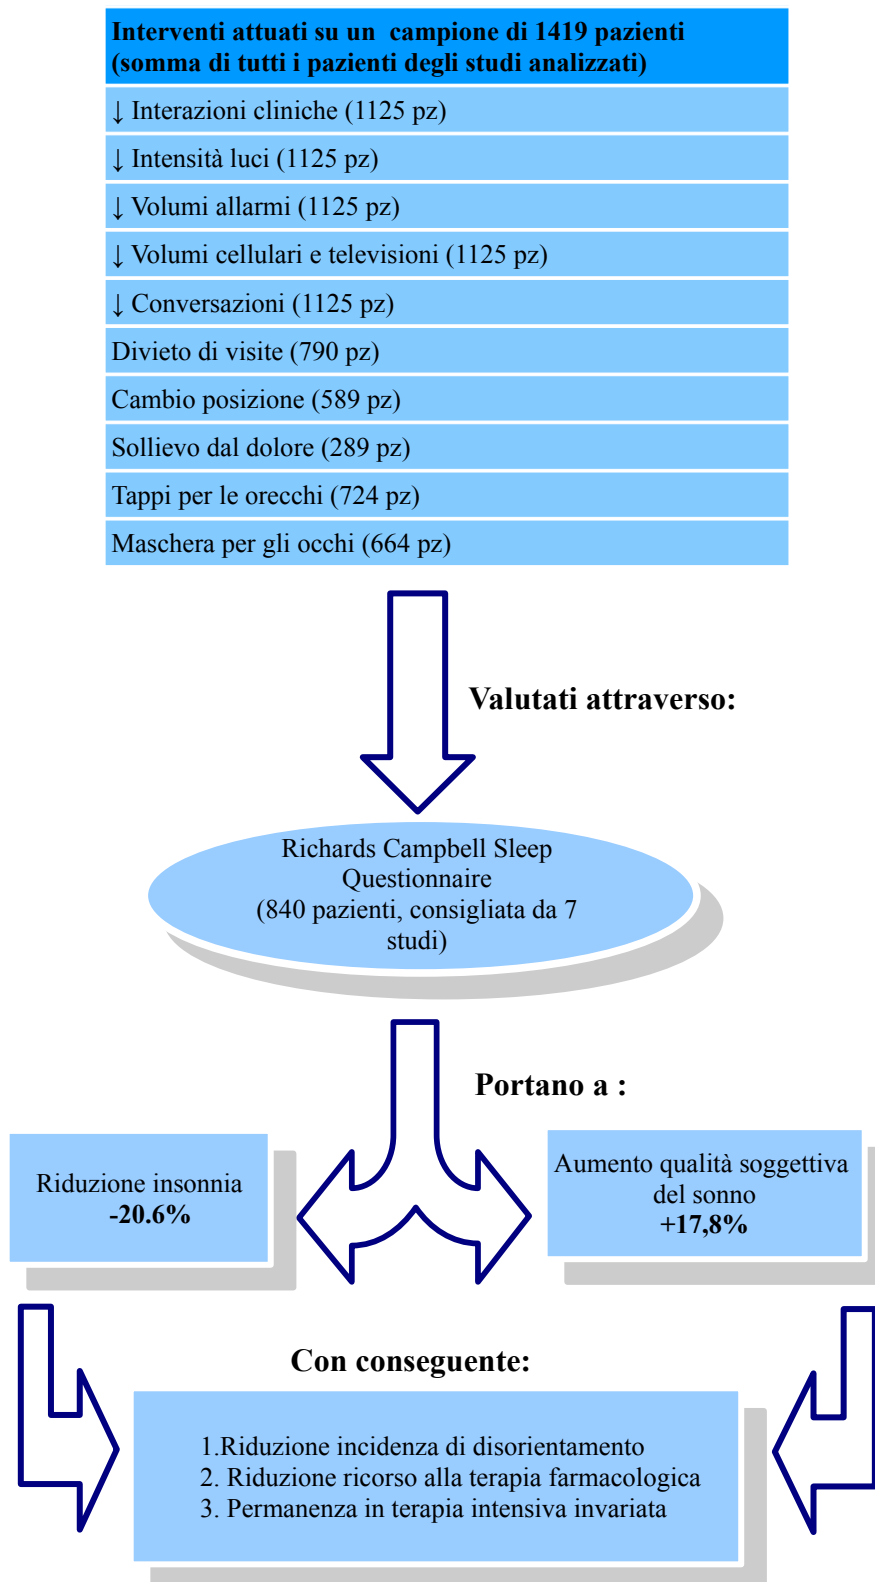 Interventi attuati su un campione di 1419 pazienti
(somma di tutti i pazienti degli studi analizzati)
↓ Interazioni cliniche (1125 pz)
↓ Intensità luci (1125 pz)
↓ Volumi allarmi (1125 pz)
↓ Volumi cellulari e televisioni (1125 pz)
↓ Conversazioni (1125 pz)
Divieto di visite (790 pz)
Cambio posizione (589 pz)
Sollievo dal dolore (289 pz)
Tappi per le orecchi (724 pz)
Maschera per gli occhi (664 pz)
Valutati attraverso:
Richards Campbell Sleep
Questionnaire
(840 pazienti, consigliata da 7
studi)
Portano a :
Riduzione insonnia
-20.6%
Aumento qualità soggettiva
del sonno
+17,8%
Con conseguente:
1.Riduzione incidenza di disorientamento
2. Riduzione ricorso alla terapia farmacologica
3. Permanenza in terapia intensiva invariata